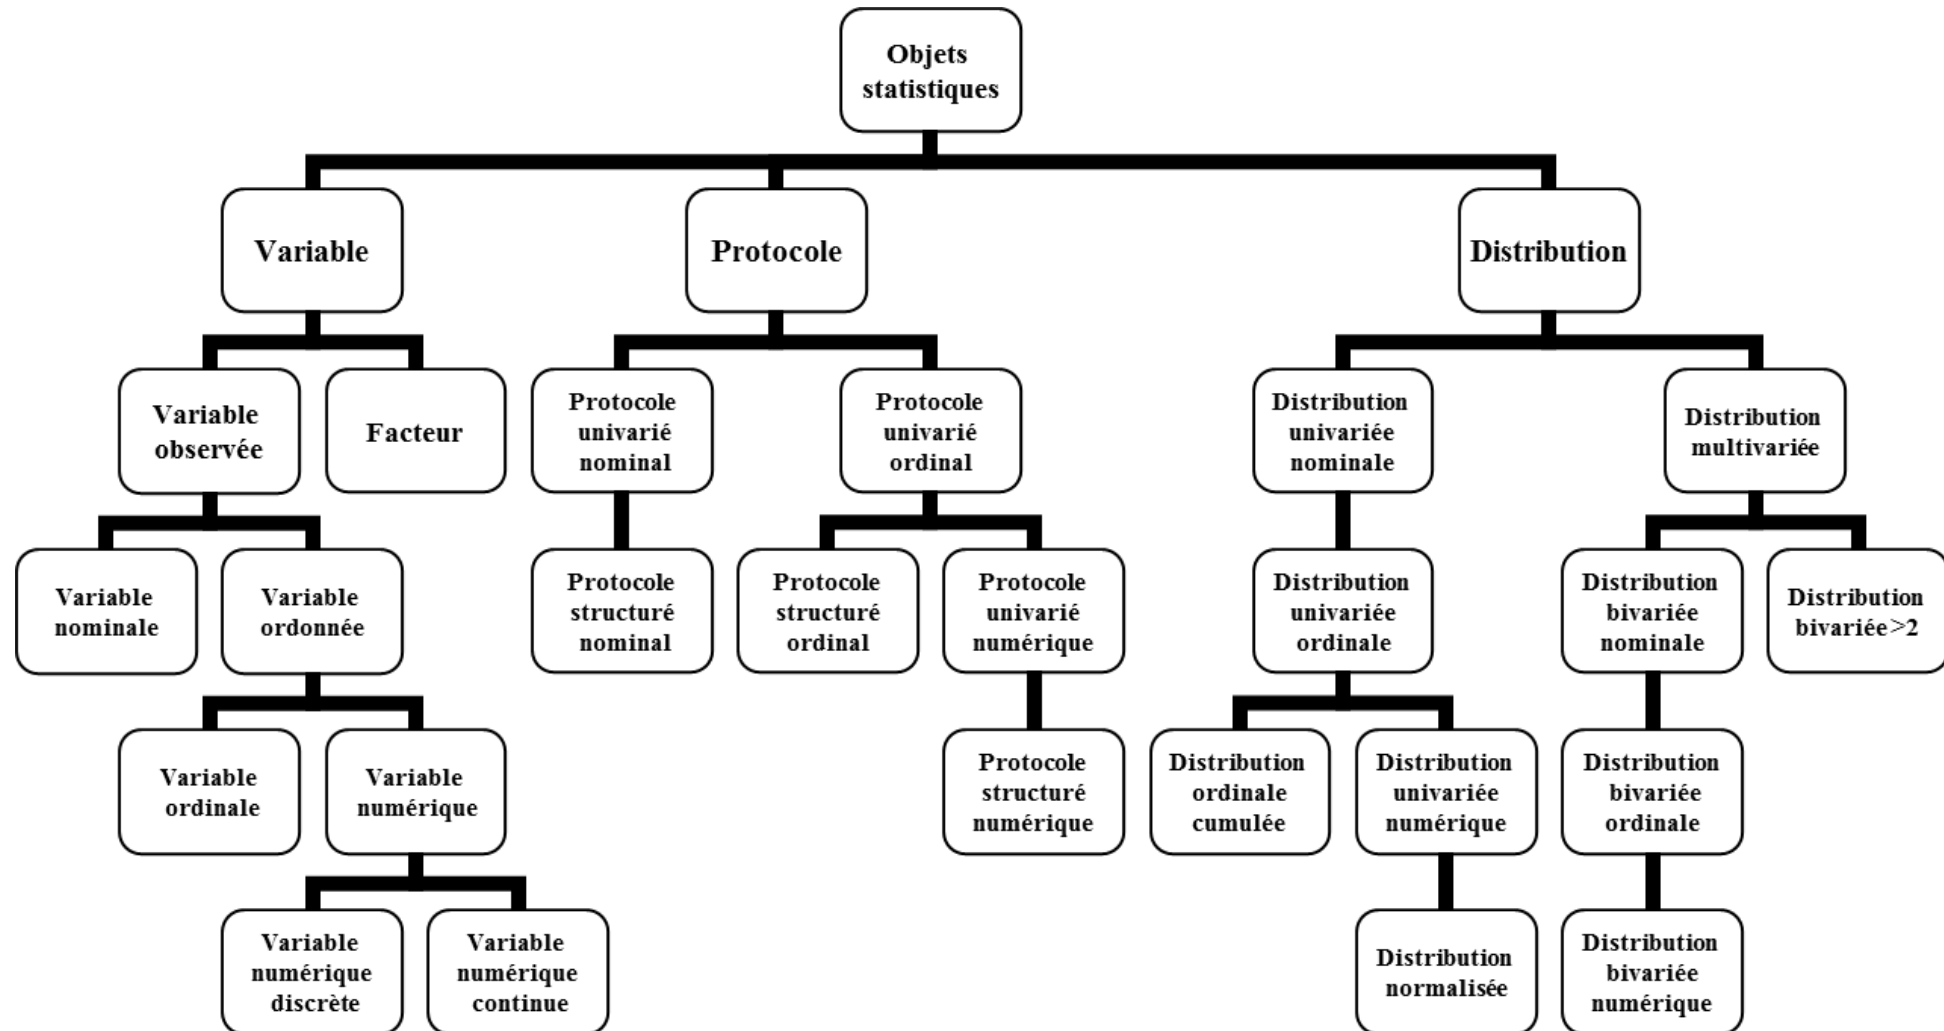 Objets
statistiques
Variable
Protocole
Distribution
Variable
observée
Facteur
Protocole
univarié
nominal
Protocole
univarié
ordinal
Distribution
univariée
nominale
Distribution
multivariée
Variable
nominale
Variable
ordonnée
Protocole
structuré
nominal
Protocole
structuré
ordinal
Protocole
univarié
numérique
Distribution
univariée
ordinale
Distribution
bivariée
nominale
Distribution
bivariée>2
Variable
ordinale
Variable
numérique
Protocole
structuré
numérique
Distribution
ordinale
cumulée
Distribution
univariée
numérique
Distribution
bivariée
ordinale
Variable
numérique
discrète
Variable
numérique
continue
Distribution
normalisée
Distribution
bivariée
numérique